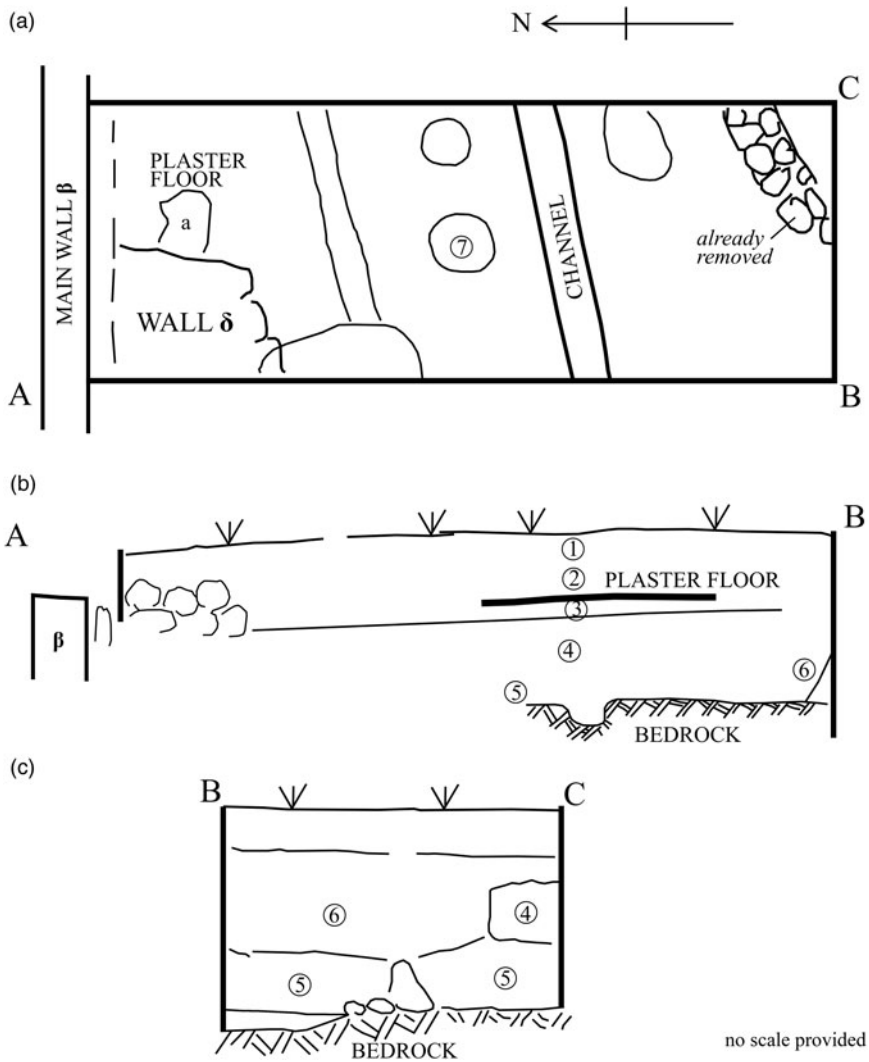 (a)
N
C
MAIN WALL β
PLASTER
FLOOR
a
⑦
CHANNEL
already
removed
WALL δ
A
B
(b)
A
B
①
②
PLASTER FLOOR
③
β
④
⑥
⑤
BEDROCK
(c)
B
C
④
⑥
⑤
⑤
BEDROCK
no scale provided